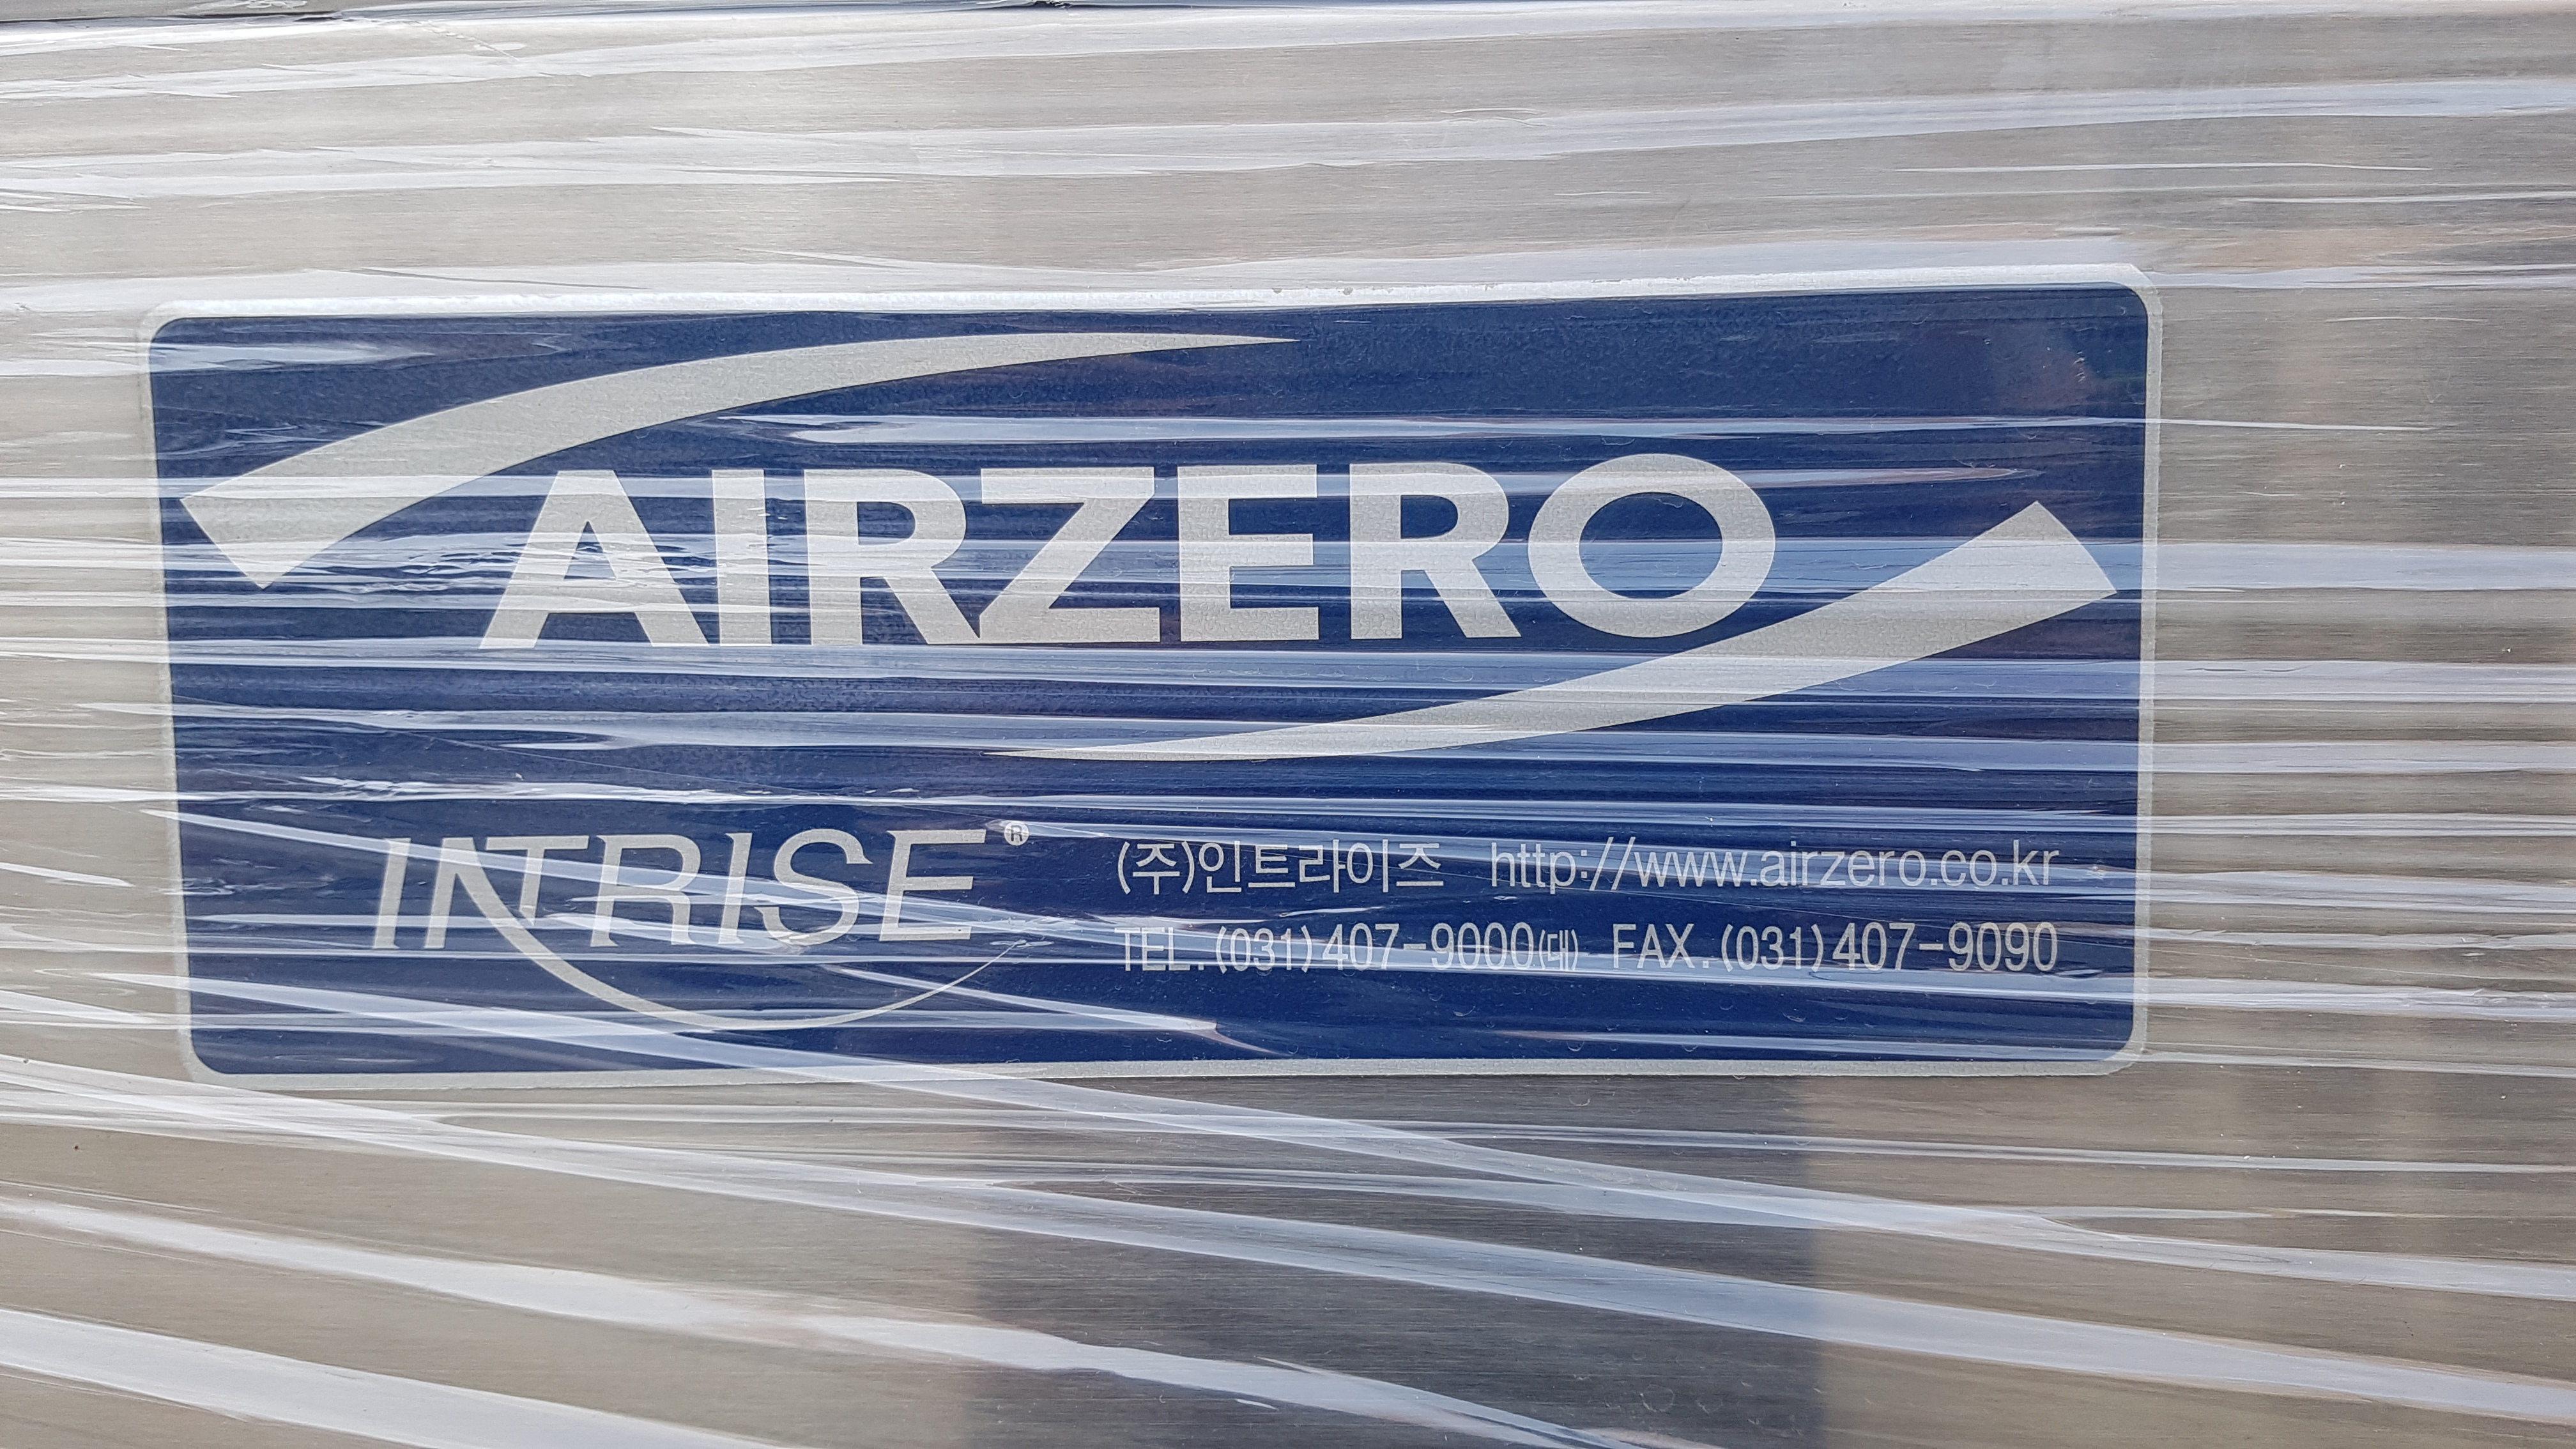 AIRZERO
INTRISE®
(주)인트라이즈 http://www.airzero.co.kr
TEL.(031)407-9000(대) FAX.(031)407-9090